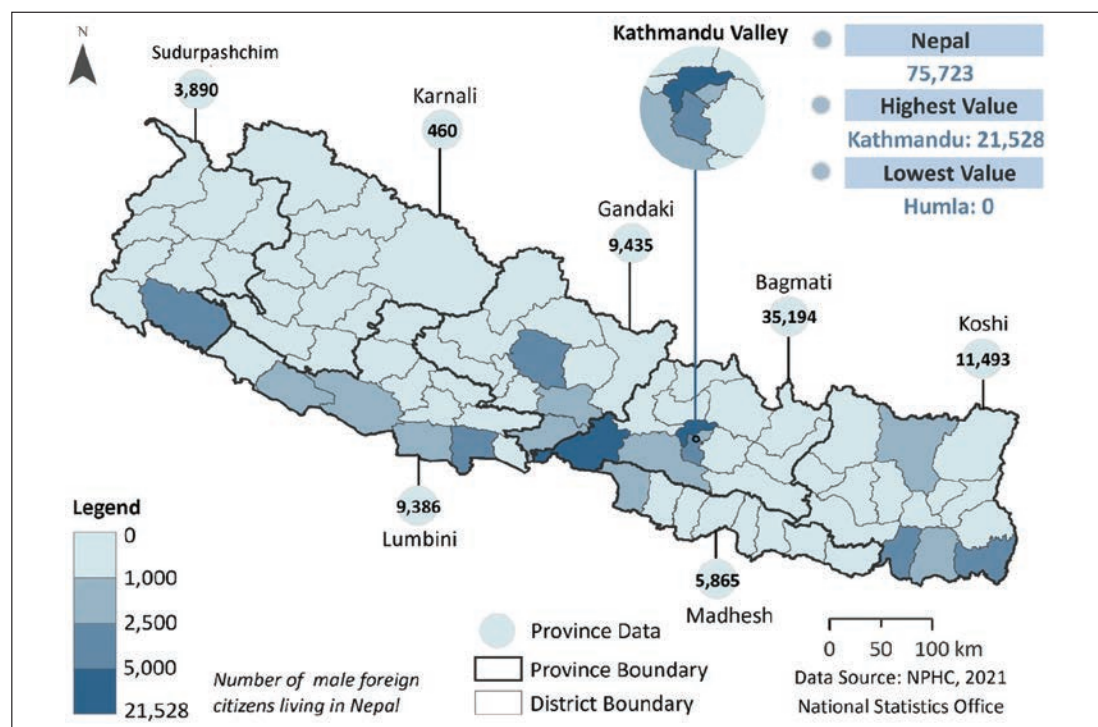 N
Sudurpashchim
3,890
Karnali
460
Gandaki
9,435
Kathmandu Valley
Bagmati
35,194
Koshi
11,493
Nepal
75,723
Highest Value
Kathmandu: 21,528
Lowest Value
Humla: 0
9,386
Lumbini
5,865
Madhesh
Legend
0
1,000
2,500
5,000
21,528
Number of male foreign
citizens living in Nepal
Province Data
Province Boundary
District Boundary
0 50 100 km
Data Source: NPHC, 2021
National Statistics Office